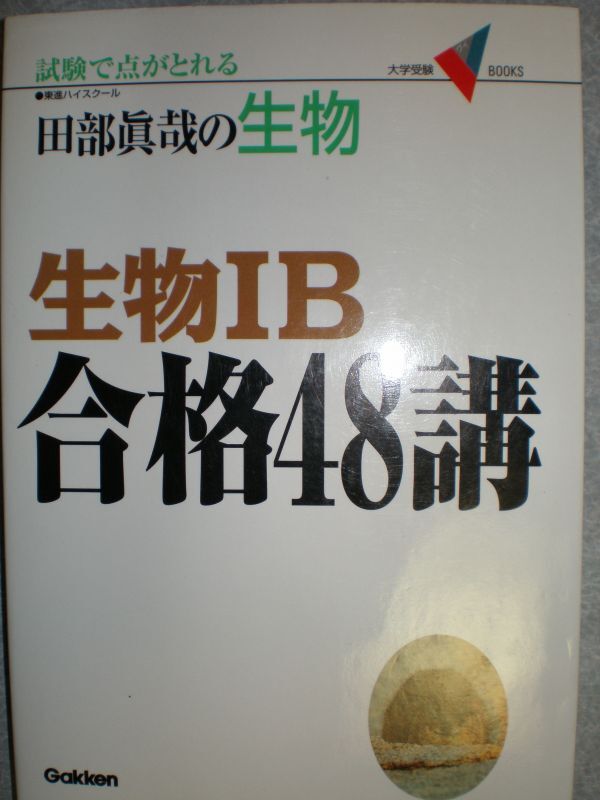 試験で点がとれる
大学受験 BOOKS
●東進ハイスクール
田部眞哉の生物
生物IB
合格48講
Gakken